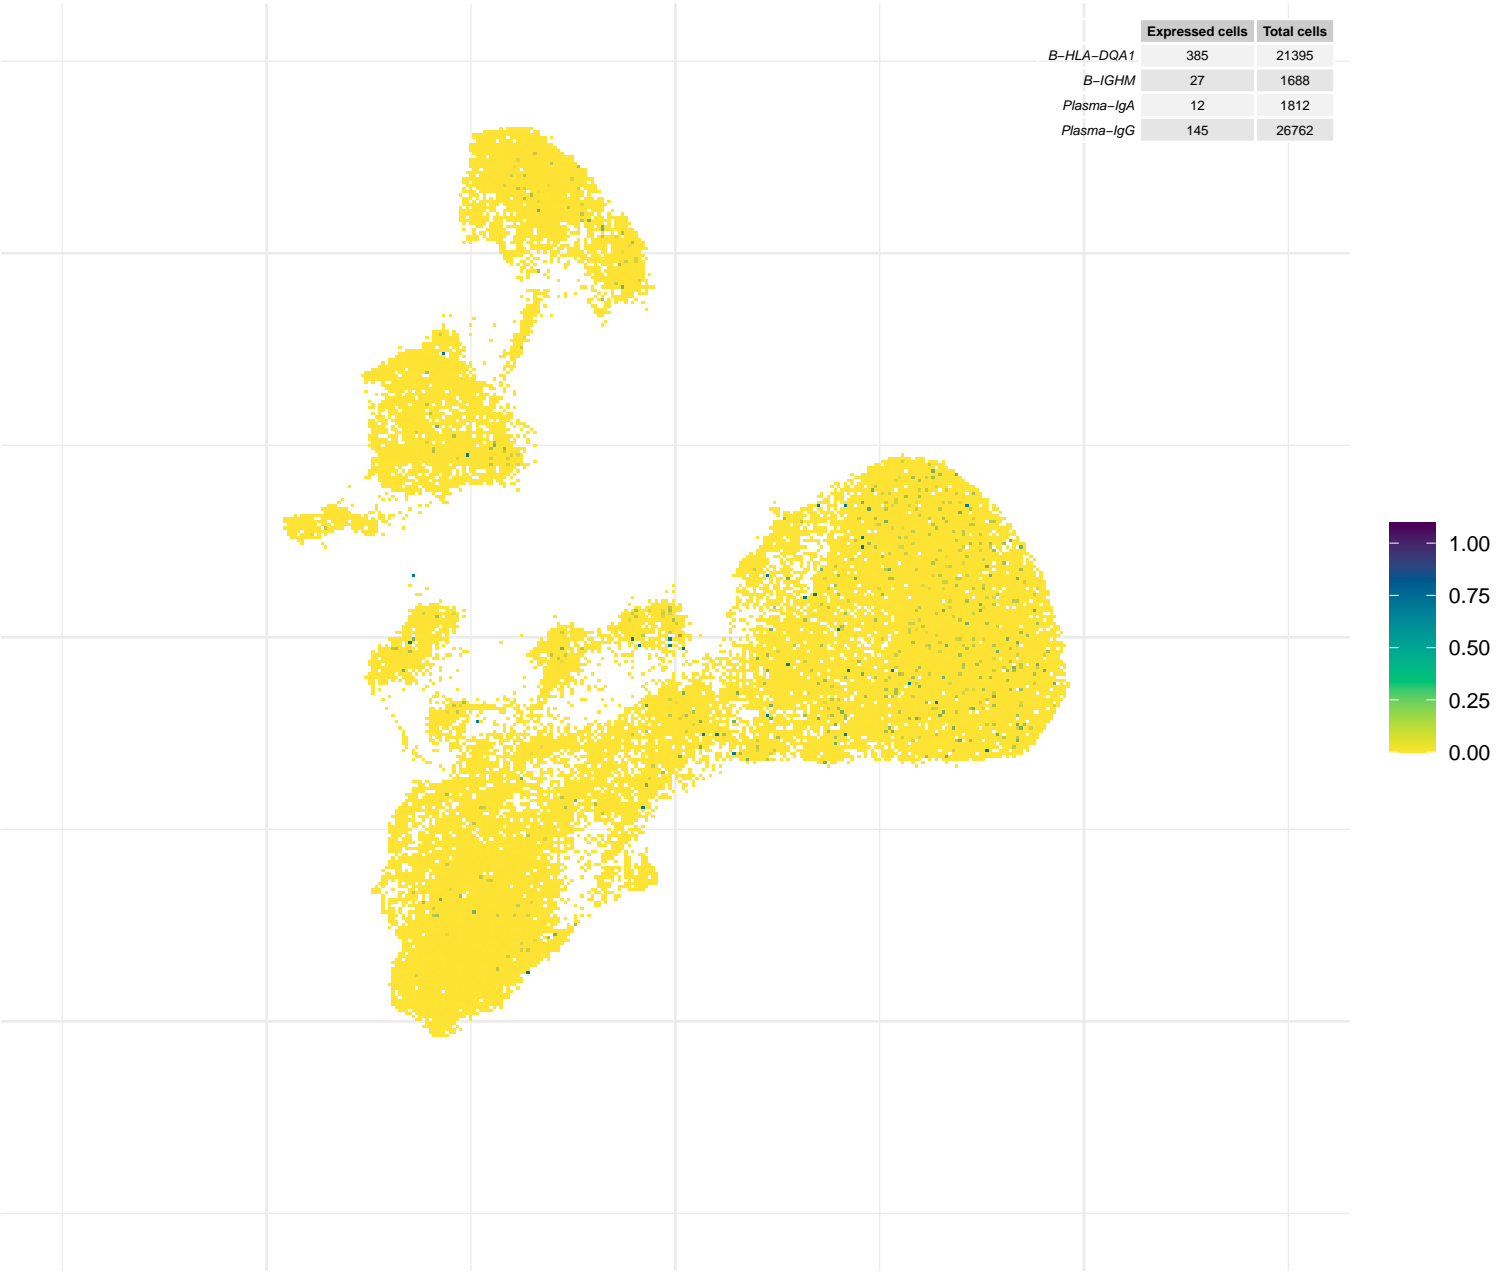 Expressed cells Total cells
B−HLA−DQA1 385 21395
B−IGHM 27 1688
Plasma−IgA 12 1812
Plasma−IgG 145 26762
1.00
0.75
0.50
0.25
0.00